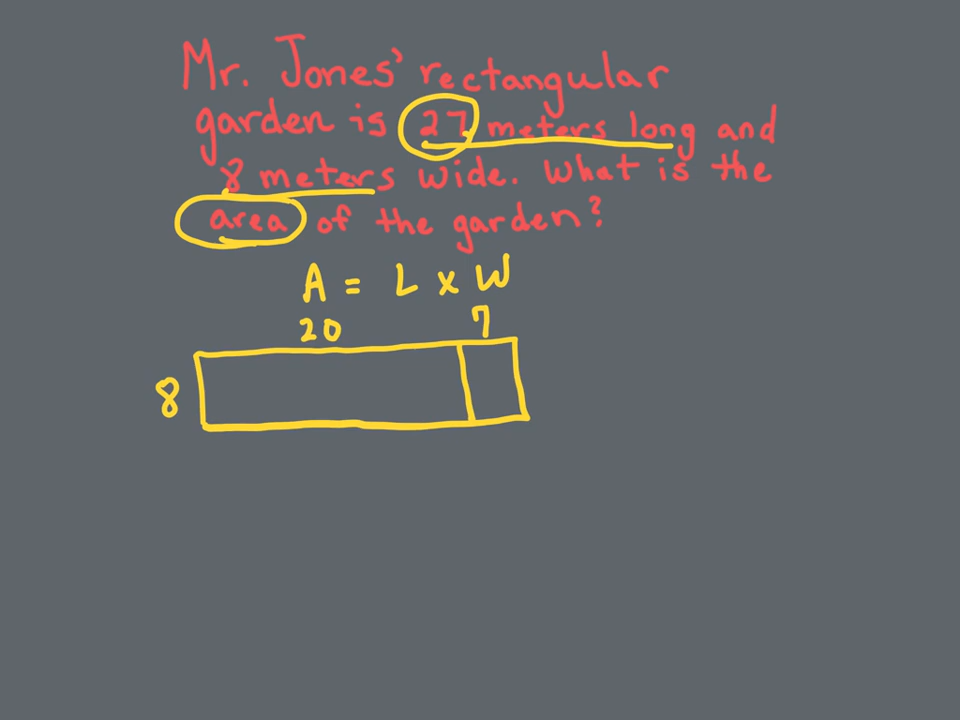 Mr. Jones' rectangular
garden is 27 meters long and
8 meters wide. What is the
area of the garden?
A = L x W
20 7
8